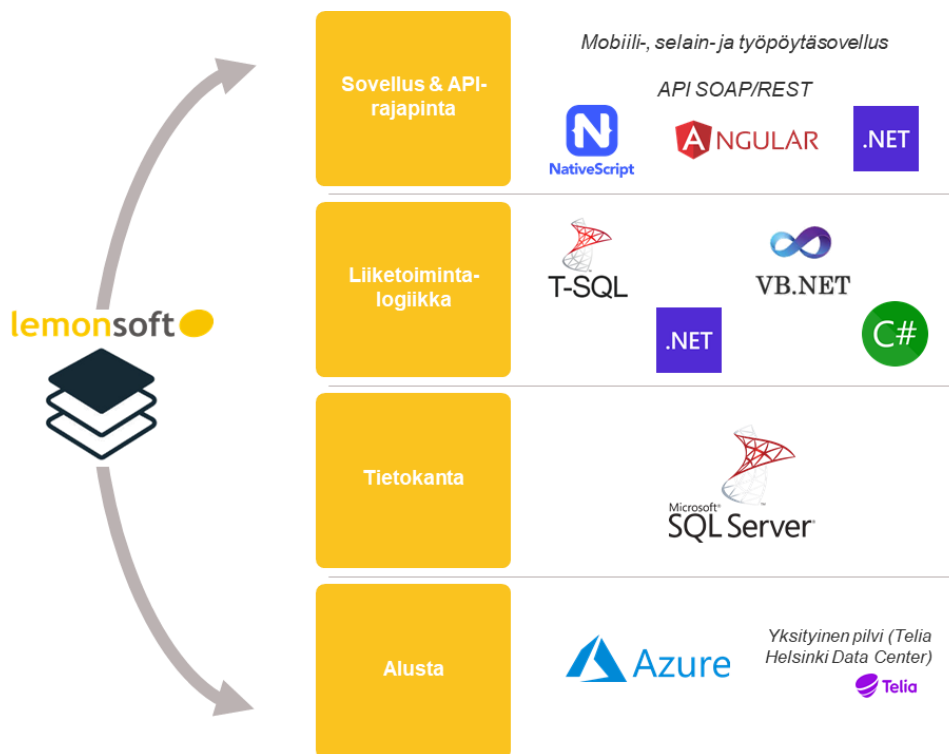 Mobiili-, selain- ja työpöytäsovellus
Sovellus & API-
rajapinta
API SOAP/REST
N
NativeScript
ANGULAR
.NET
Liiketoiminta-
logiikka
T-SQL
VB.NET
.NET
C#
lemonsoft
Tietokanta
Microsoft®
SQL Server®
Alusta
Azure
Yksityinen pilvi (Telia
Helsinki Data Center)
Telia